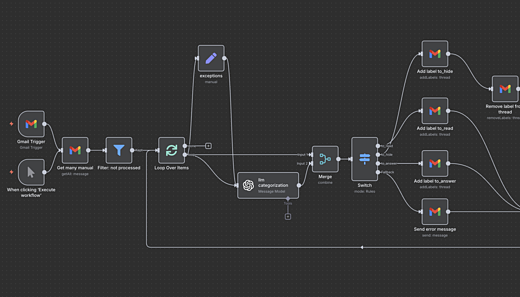 exceptions
manual
Add label to_hide
addLabels: thread
Remove label from
thread
removeLabels: thread
Gmail Trigger
Gmail Trigger
Get many manual
getAll: message
Filter: not processed
Loop Over Items
When clicking 'Execute
workflow'
llm
categorization
Message Model
Merge
combine
Switch
mode: Rules
Add label to_read
addLabels: thread
Add label to_answer
addLabels: thread
Send error message
send: message